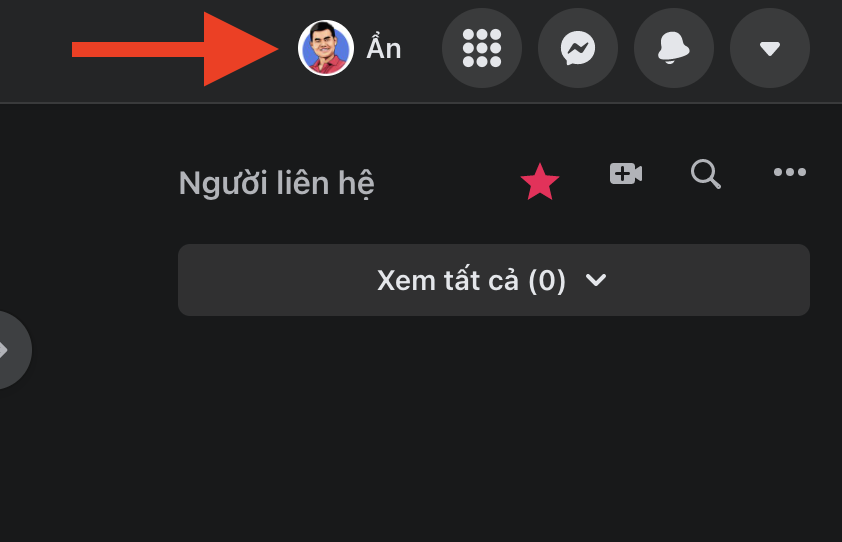 Ẩn
Người liên hệ
Xem tất cả (0)